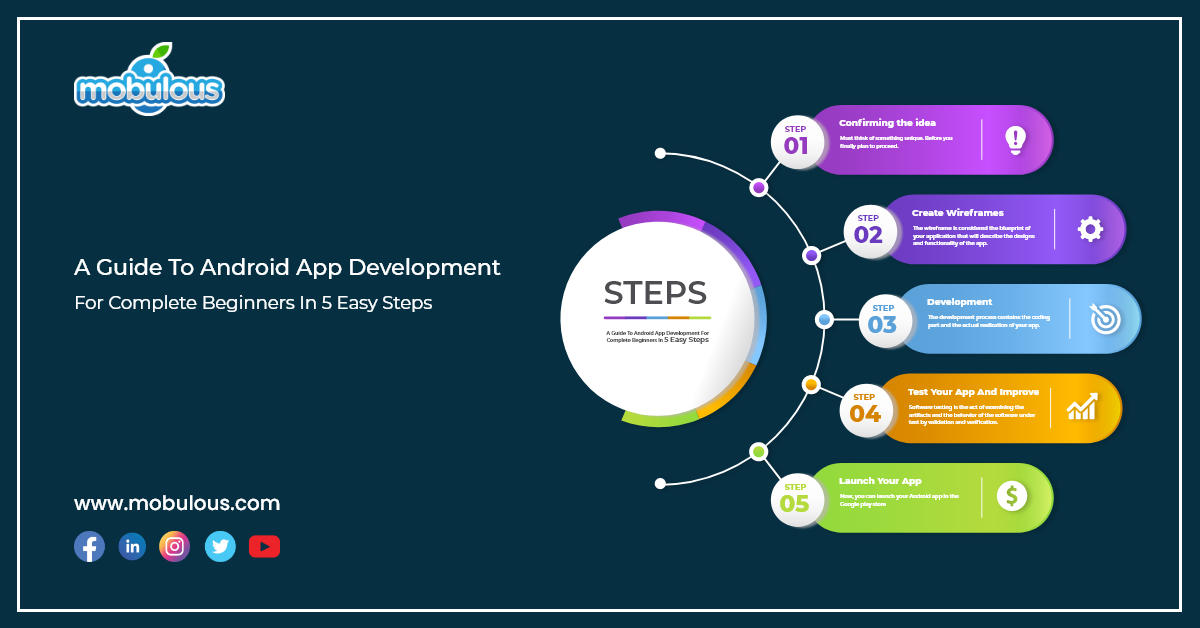 mobulous
A Guide To Android App Development
For Complete Beginners In 5 Easy Steps
www.mobulous.com
in
STEPS
A Guide To Android App Development For
Complete Beginners In 5 Easy Steps
STEP
01
Confirming the idea
Must think of something unique. Before you
finally plan to proceed.
STEP
02
Create Wireframes
The wireframe is considered the blueprint of
your application that will describe the designs
and functionality of the app.
STEP
03
Development
The development process contains the coding
part and the actual realization of your app.
STEP
04
Test Your App And Improve
Software testing is the act of examining the
artifacts and the behavior of the software under
test by validation and verification.
STEP
05
Launch Your App
Now, you can launch your Android app in the
Google play store
$